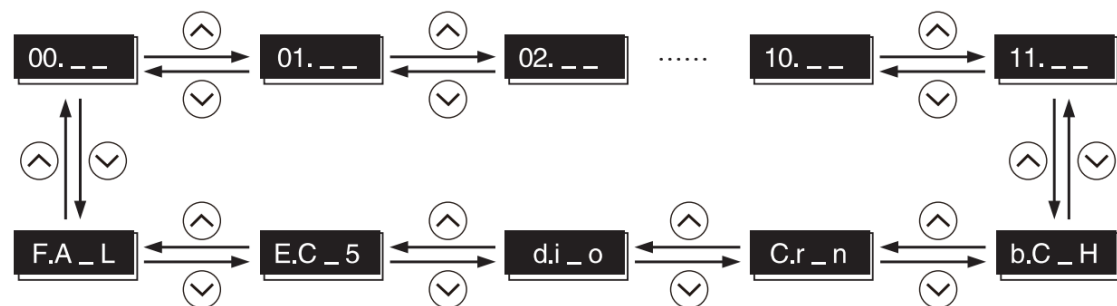 00. _ _ 01. _ _ 02. _ _ ...... 10. _ _ 11. _ _
F.A _ L E.C _ 5 d.i _ o C.r _ n b.C _ H